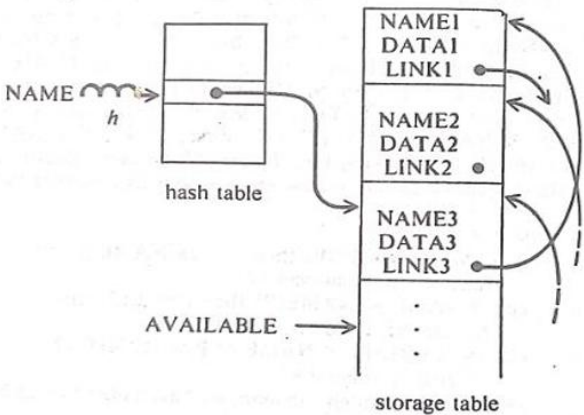 NAME1
DATA1
LINK1
NAME
h
NAME2
DATA2
LINK2
hash table
NAME3
DATA3
LINK3
AVAILABLE
storage table